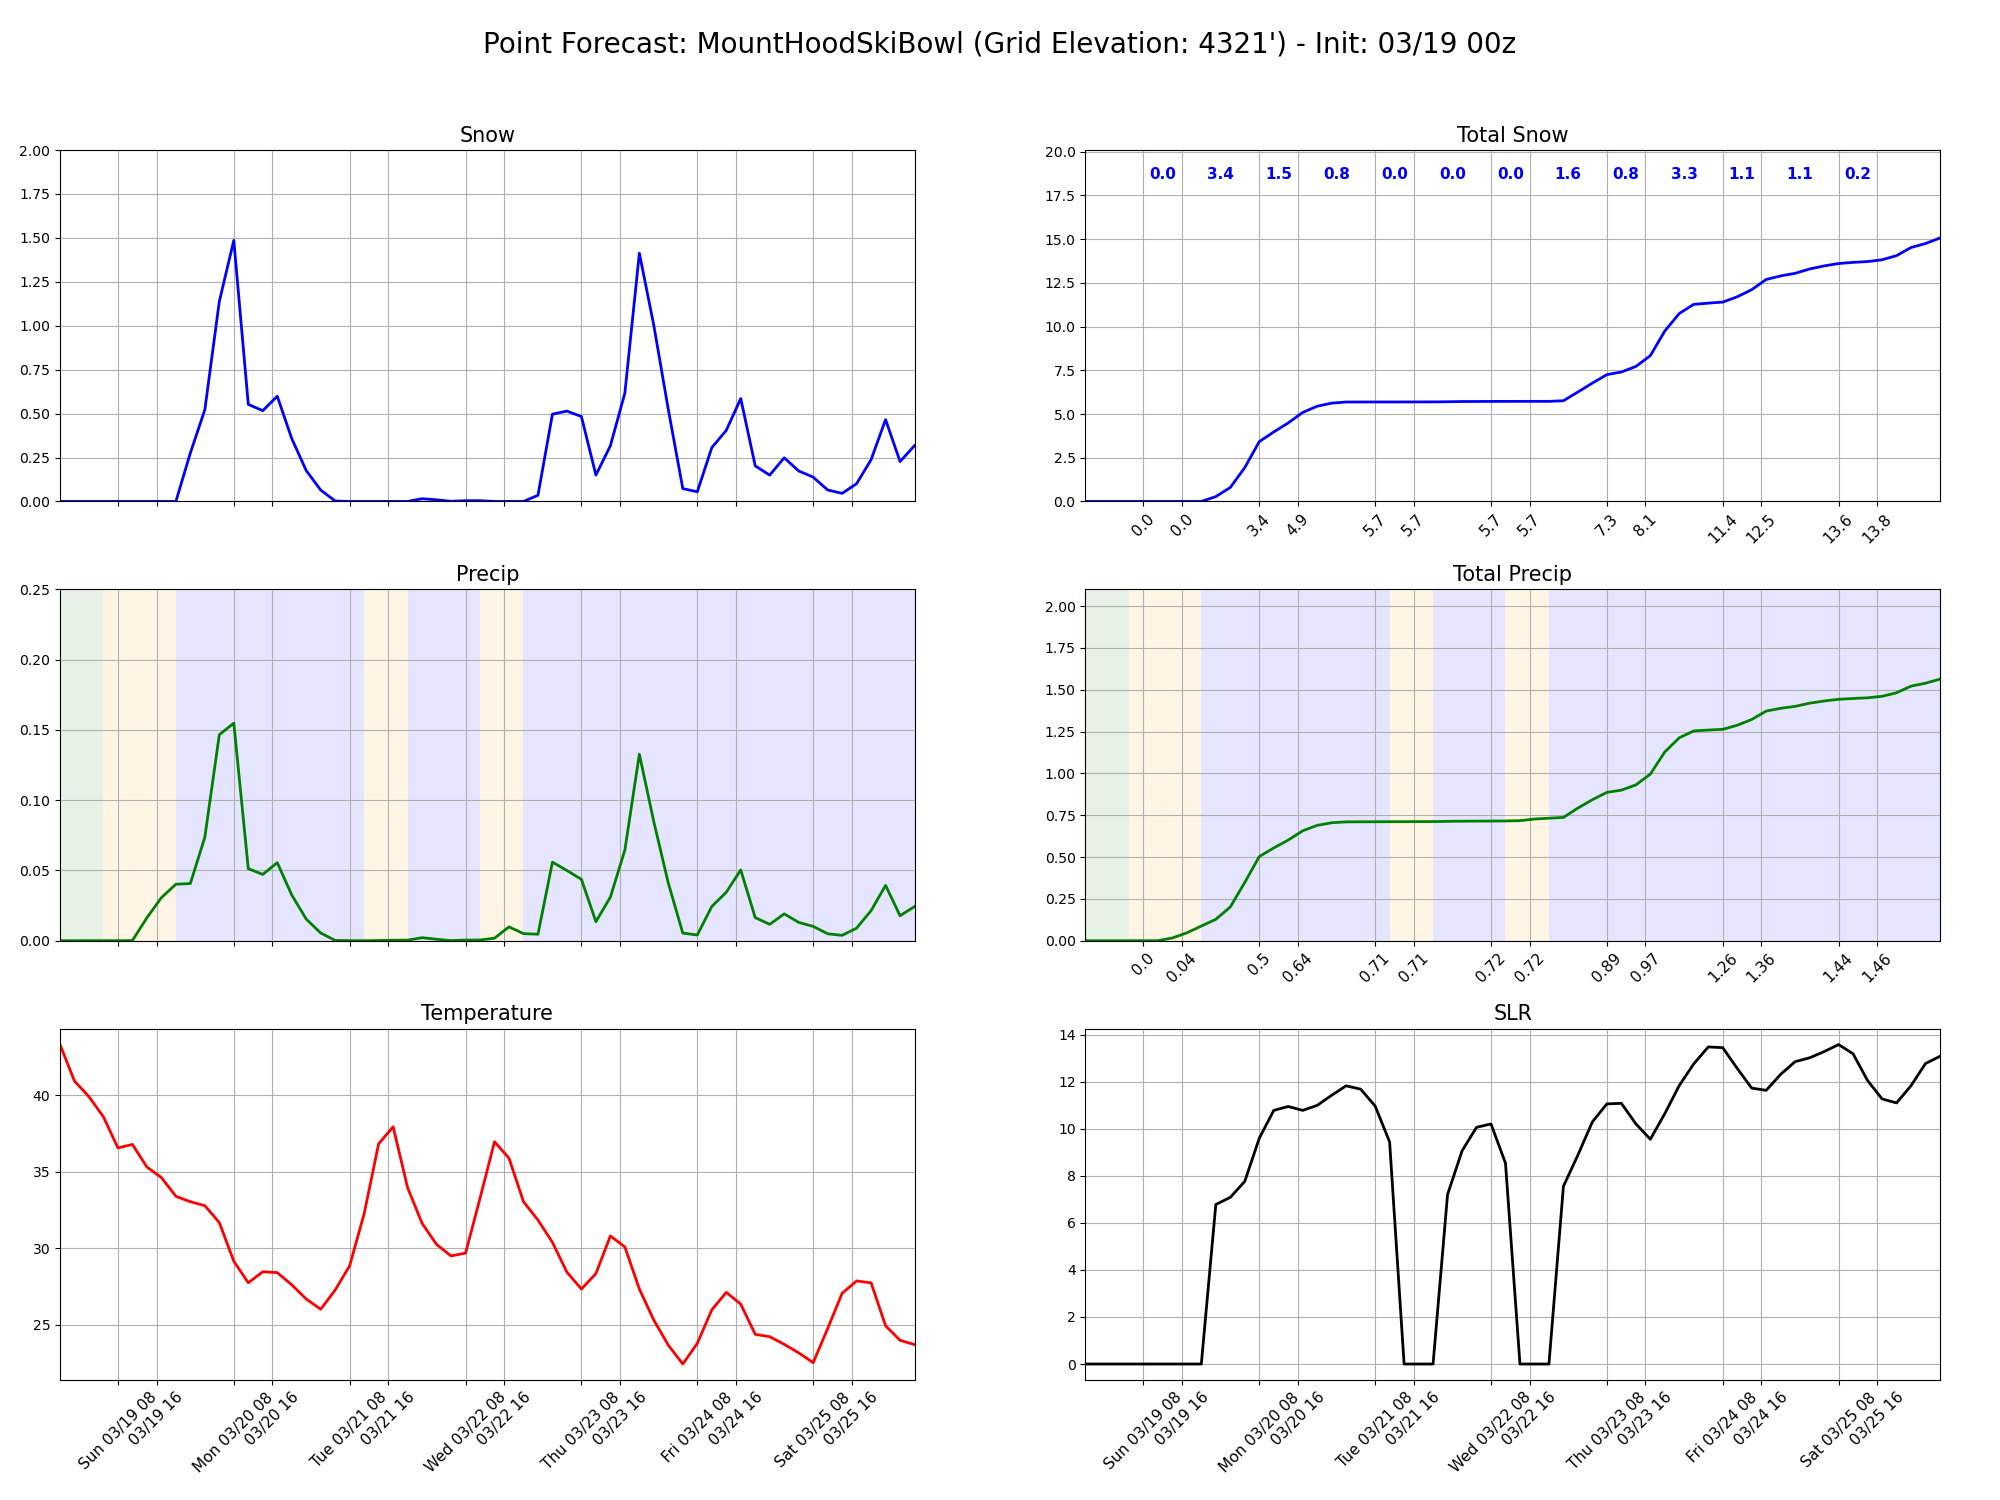 Point Forecast: MountHoodSkiBowl (Grid Elevation: 4321') - Init: 03/19 00z
Snow
2.00
1.75
1.50
1.25
1.00
0.75
0.50
0.25
0.00
Total Snow
20.0
17.5
15.0
12.5
10.0
7.5
5.0
2.5
0.0
0.0 3.4 1.5 0.8 0.0 0.0 0.0 1.6 0.8 3.3 1.1 1.1 0.2
0.0 0.0 3.4 4.9 5.7 5.7 5.7 5.7 7.3 8.1 11.4 12.5 13.6 13.8
Precip
0.25
0.20
0.15
0.10
0.05
0.00
Total Precip
2.00
1.75
1.50
1.25
1.00
0.75
0.50
0.25
0.00
0.0 0.04 0.5 0.64 0.71 0.71 0.72 0.72 0.89 0.97 1.26 1.36 1.44 1.46
Temperature
40
35
30
25
Sun 03/19 08
03/19 16
Mon 03/20 08
03/20 16
Tue 03/21 08
03/21 16
Wed 03/22 08
03/22 16
Thu 03/23 08
03/23 16
Fri 03/24 08
03/24 16
Sat 03/25 08
03/25 16
SLR
14
12
10
8
6
4
2
0
Sun 03/19 08
03/19 16
Mon 03/20 08
03/20 16
Tue 03/21 08
03/21 16
Wed 03/22 08
03/22 16
Thu 03/23 08
03/23 16
Fri 03/24 08
03/24 16
Sat 03/25 08
03/25 16